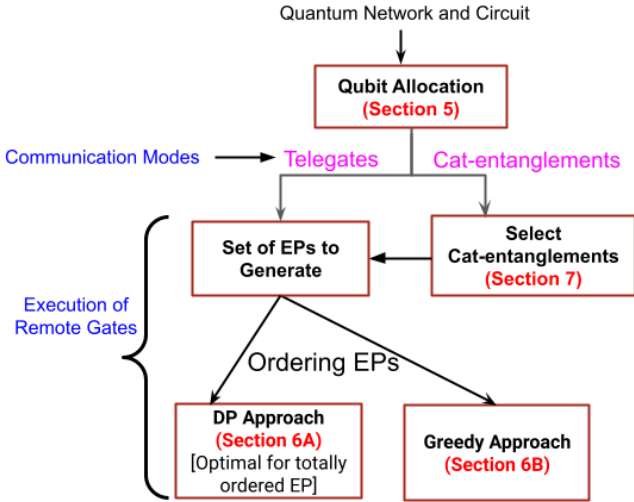 Quantum Network and Circuit
Qubit Allocation
(Section 5)
Communication Modes
Telegates
Cat-entanglements
Set of EPs to
Generate
Select
Cat-entanglements
(Section 7)
Execution of
Remote Gates
Ordering EPs
DP Approach
(Section 6A)
[Optimal for totally
ordered EP]
Greedy Approach
(Section 6B)